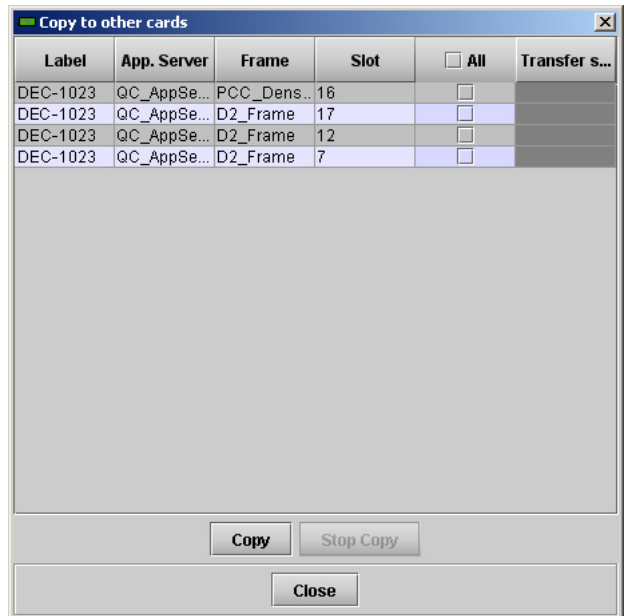 Copy to other cards
Label App. Server Frame Slot All Transfer s...
DEC-1023 QC_AppSe... PCC_Dens... 16
DEC-1023 QC_AppSe... D2_Frame 17
DEC-1023 QC_AppSe... D2_Frame 12
DEC-1023 QC_AppSe... D2_Frame 7
Copy Stop Copy
Close